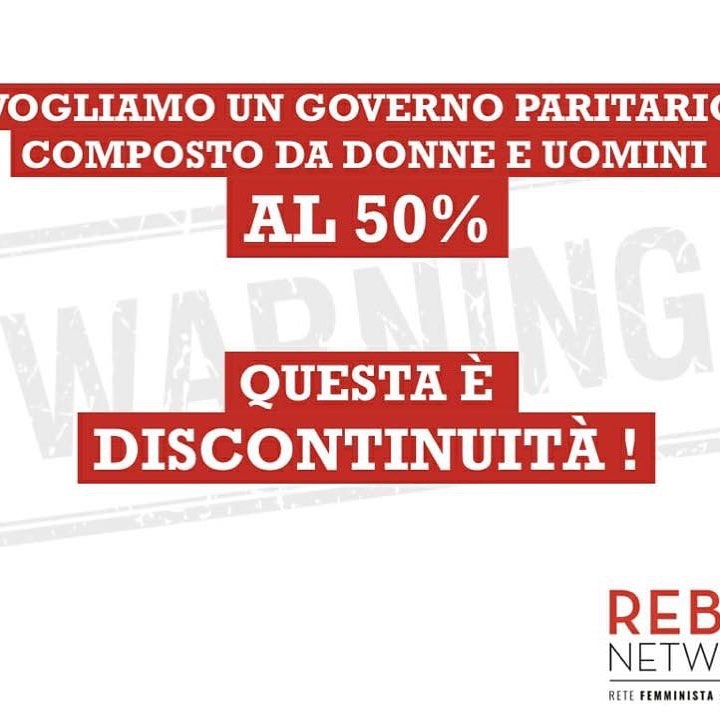 VOGLIAMO UN GOVERNO PARITARIO
COMPOSTO DA DONNE E UOMINI
AL 50%
WARNING
QUESTA È
DISCONTINUITÀ !
REB
NETW
RETE FEMMINISTA